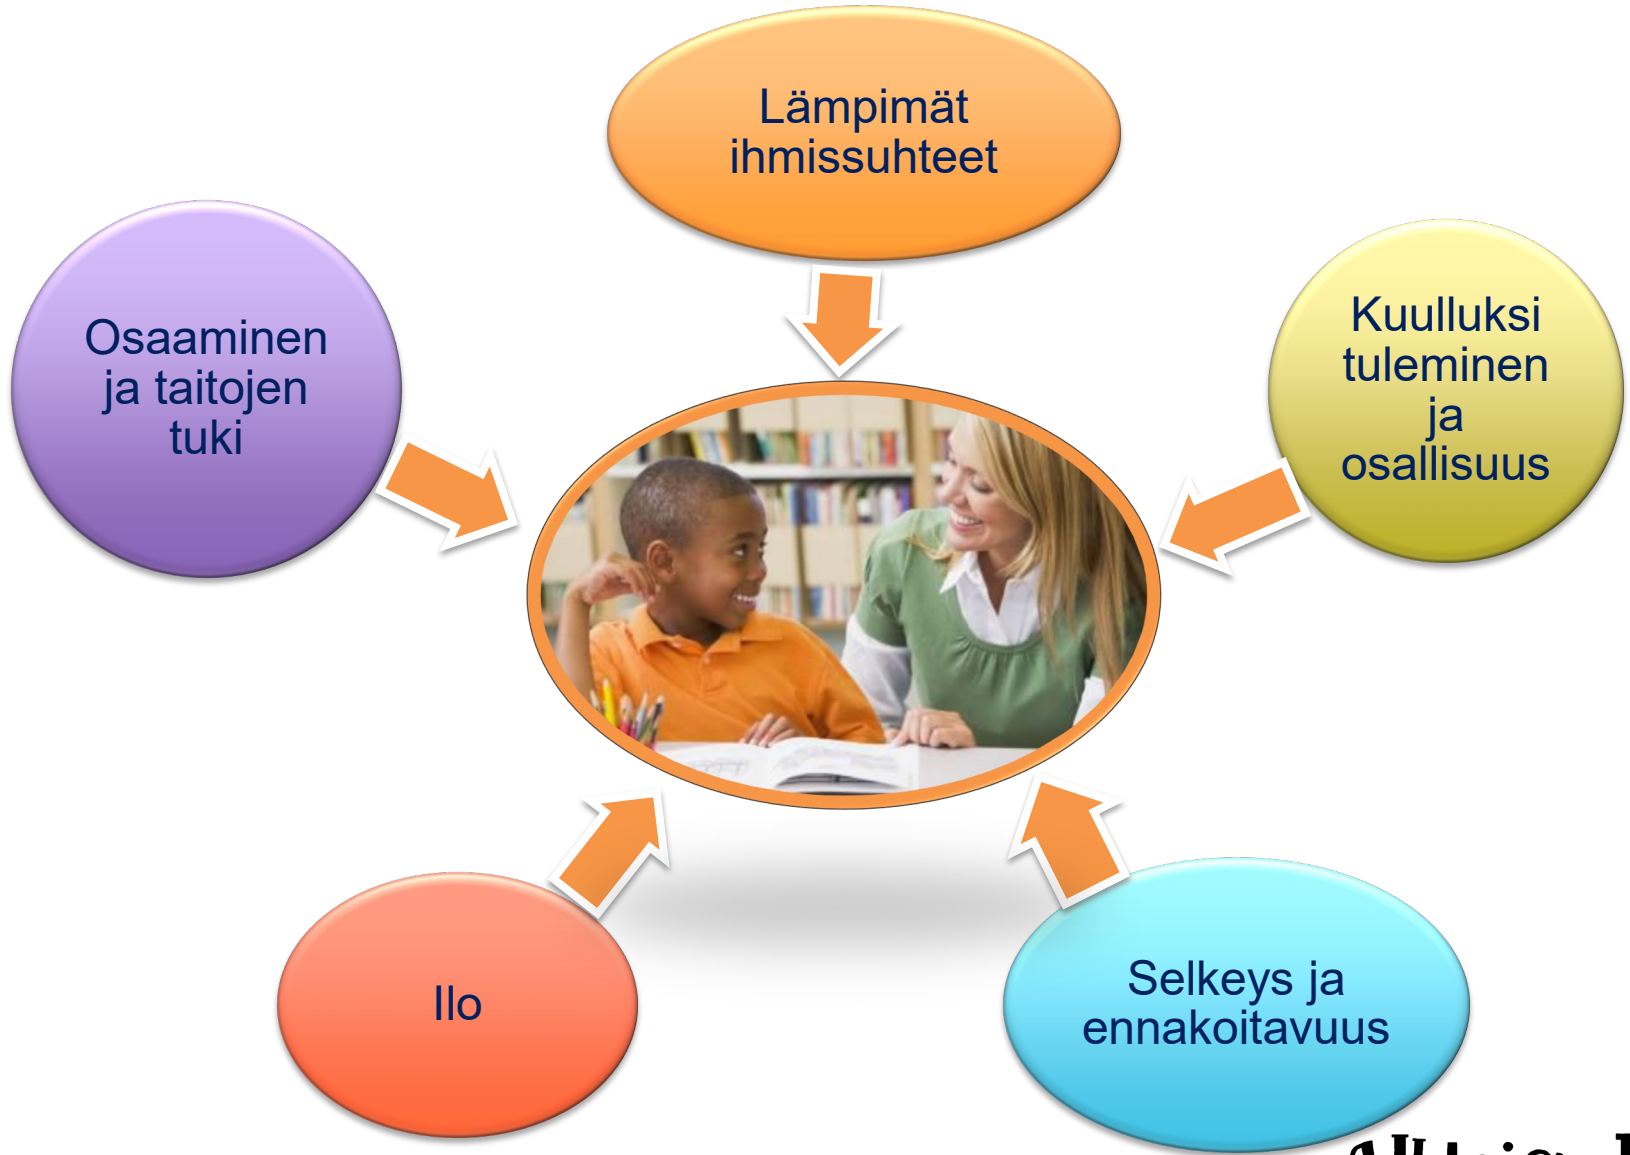 Lämpimät
ihmissuhteet
Osaaminen
ja taitojen
tuki
Kuulluksi
tuleminen
ja
osallisuus
Ilo
Selkeys ja
ennakoitavuus